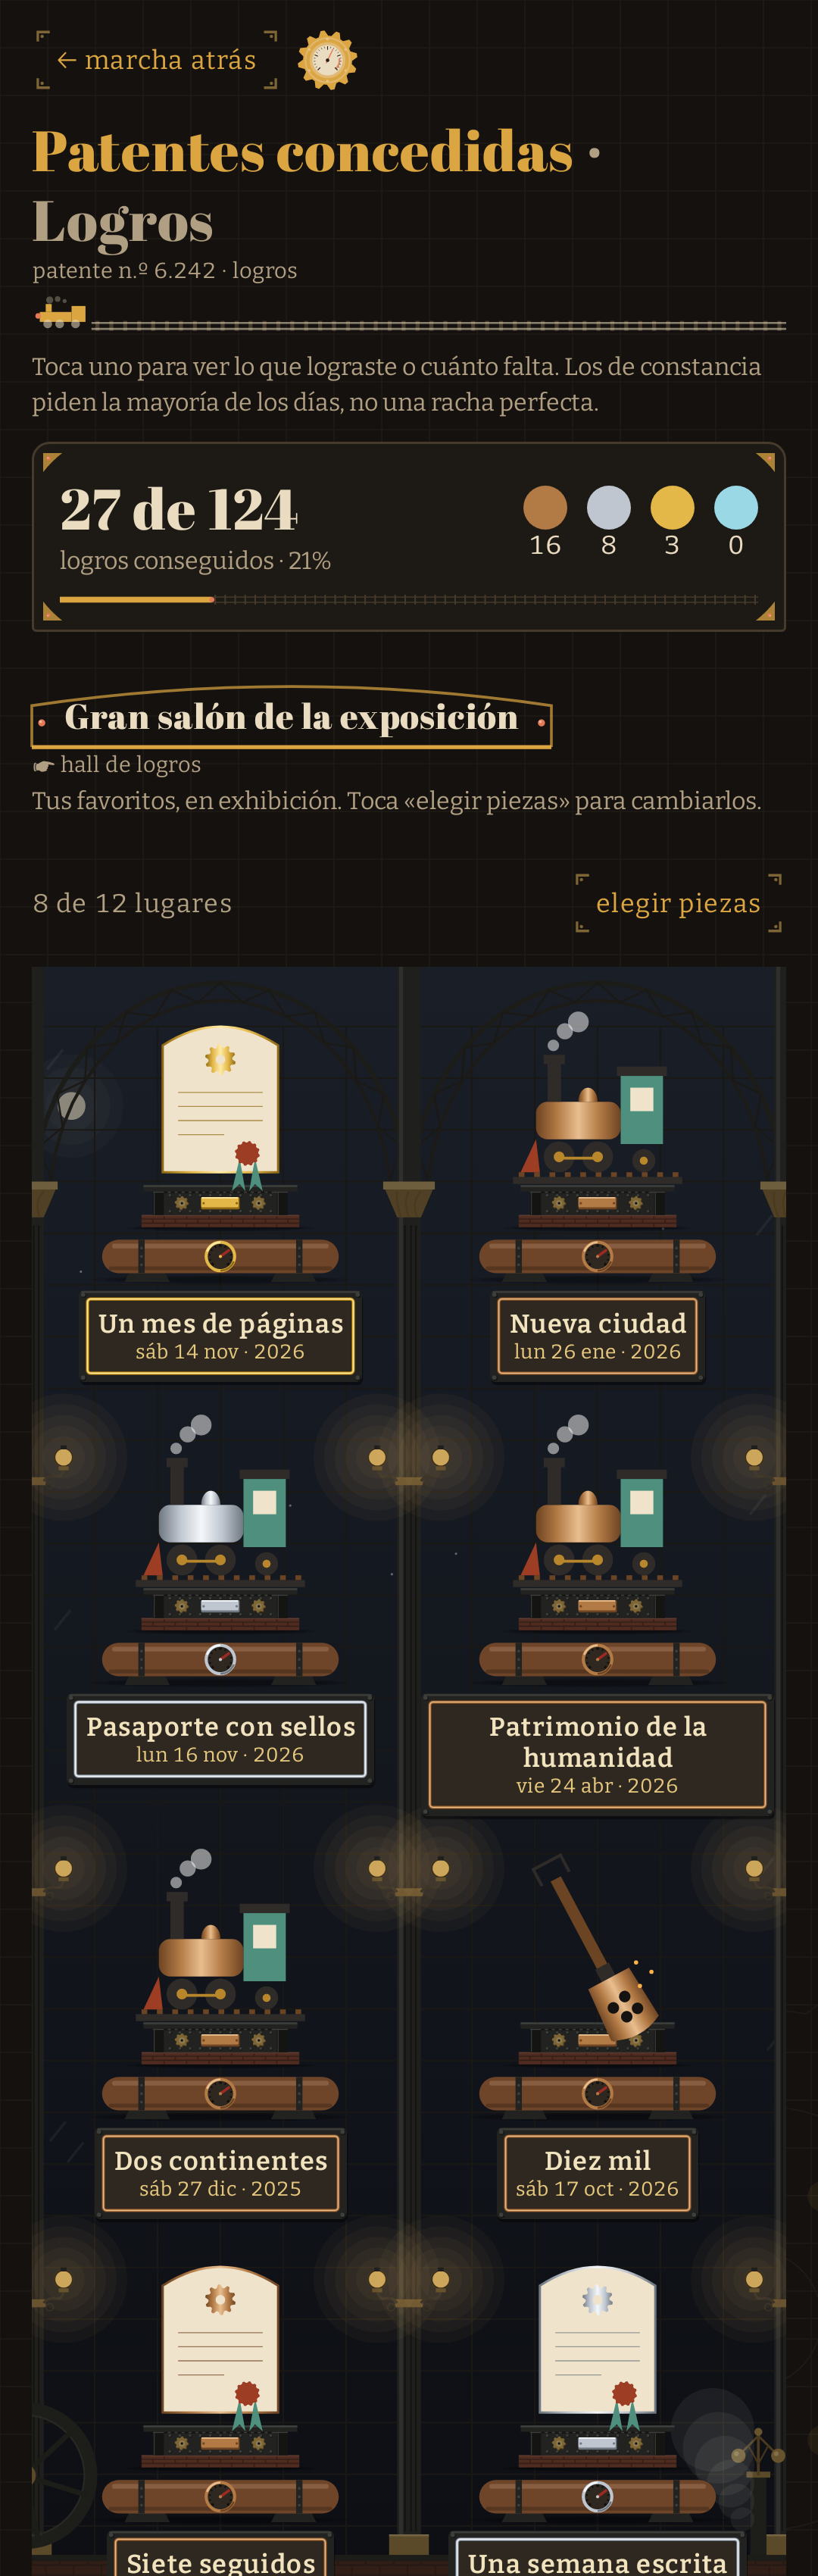 ← marcha atrás
Patentes concedidas ·
Logros
patente n.º 6.242 · logros
Toca uno para ver lo que lograste o cuánto falta. Los de constancia
piden la mayoría de los días, no una racha perfecta.
27 de 124
logros conseguidos · 21%
16 8 3 0
Gran salón de la exposición
☛ hall de logros
Tus favoritos, en exhibición. Toca «elegir piezas» para cambiarlos.
8 de 12 lugares
elegir piezas
Un mes de páginas
sáb 14 nov · 2026
Nueva ciudad
lun 26 ene · 2026
Pasaporte con sellos
lun 16 nov · 2026
Patrimonio de la
humanidad
vie 24 abr · 2026
Dos continentes
sáb 27 dic · 2025
Diez mil
sáb 17 oct · 2026
Siete seguidos
Una semana escrita